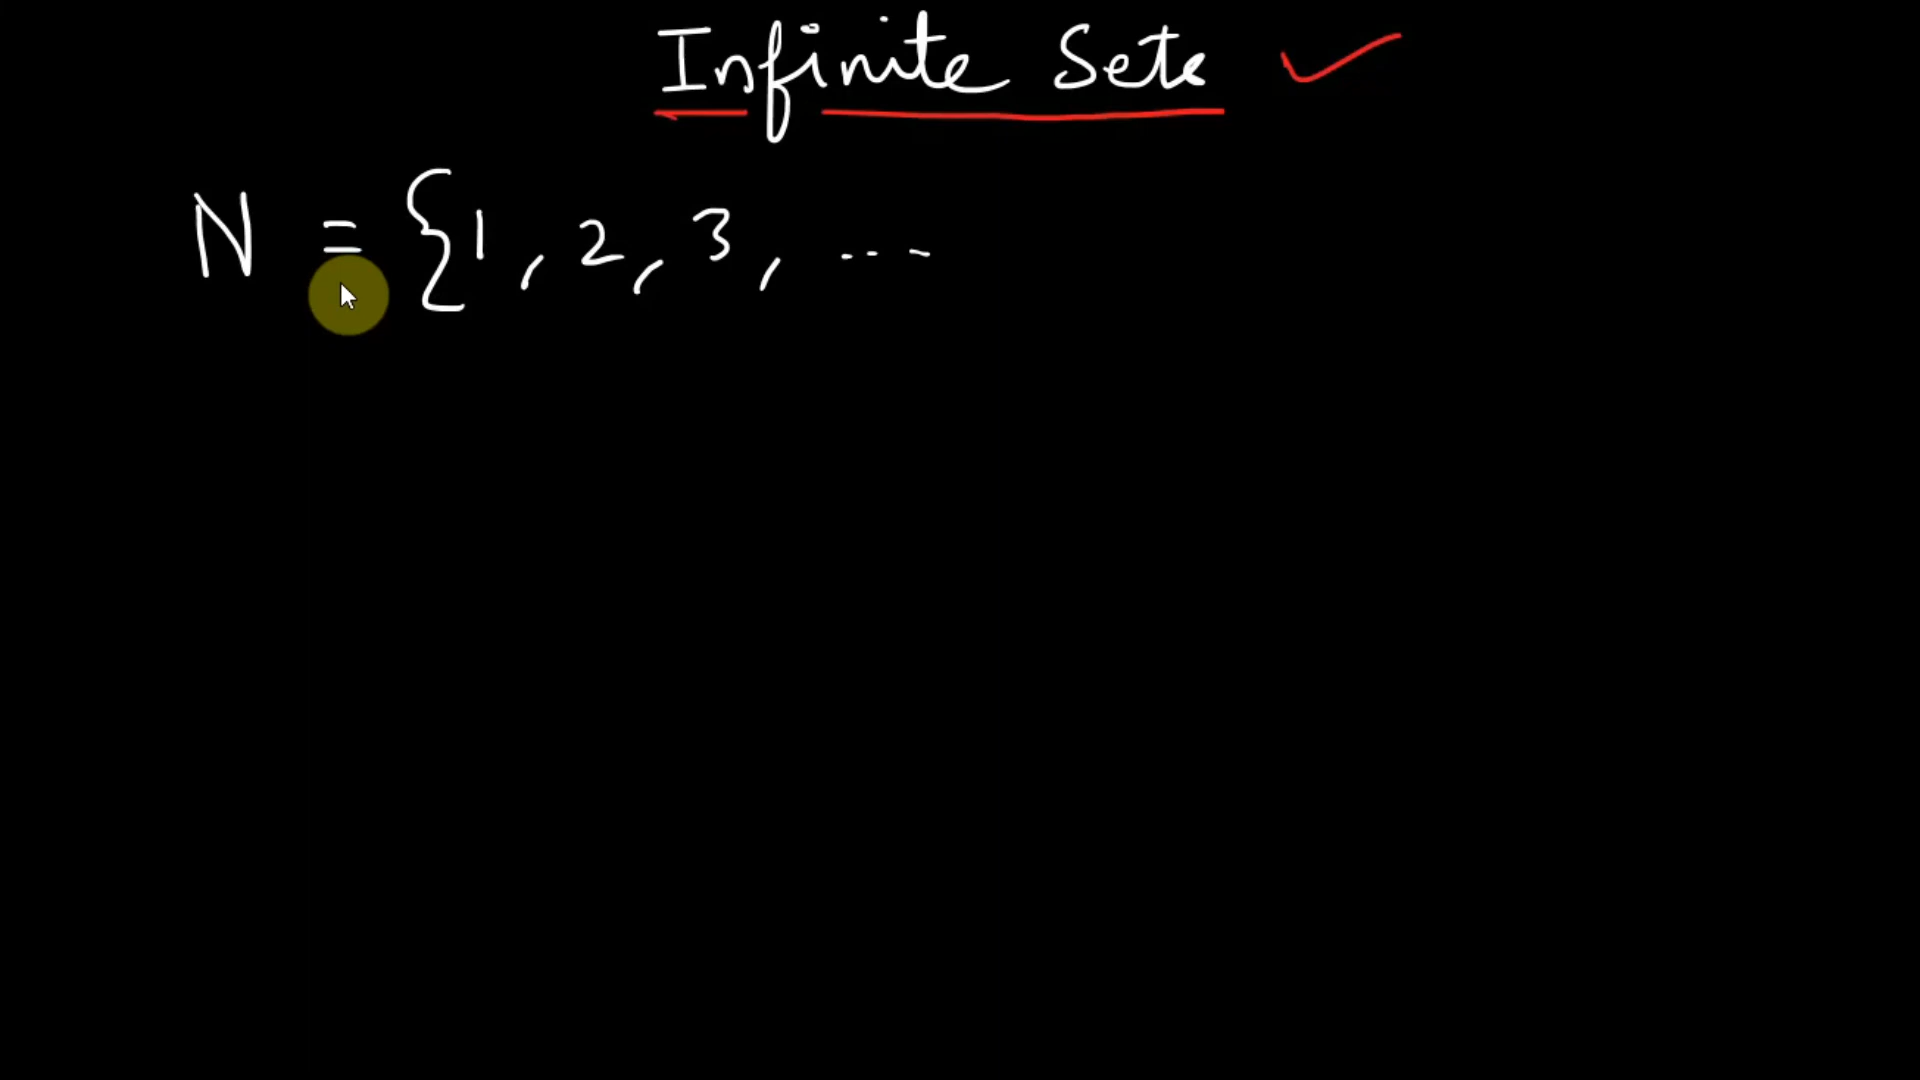 Infinite Sets ✓
N = {1, 2, 3, ...